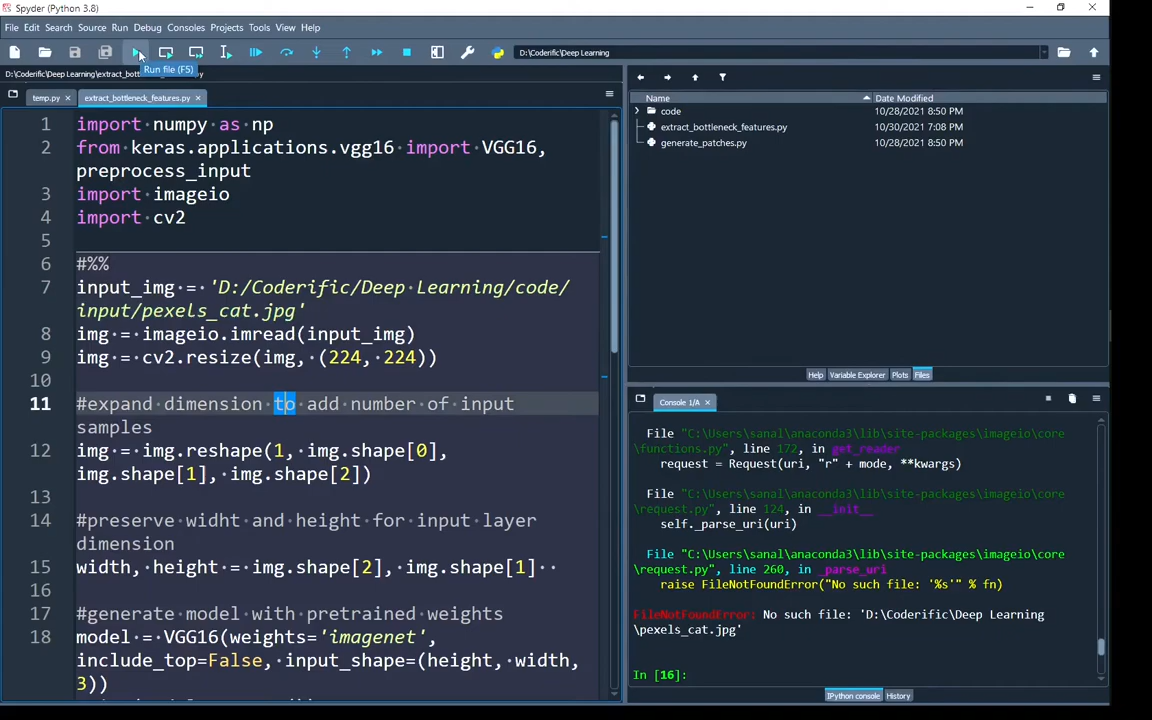 Spyder (Python 3.8)
File Edit Search Source Run Debug Consoles Projects Tools View Help
D:\Coderific\Deep Learning
Run file (F5)
D:\Coderific\Deep Learning\extract_bott
temp.py
extract_bottleneck_features.py
1 import numpy as np
2 from keras.applications.vgg16 import VGG16,
preprocess_input
3 import imageio
4 import cv2
5
6 #%%
7 input_img = 'D:/Coderific/Deep Learning/code/
input/pexels_cat.jpg'
8 img = imageio.imread(input_img)
9 img = cv2.resize(img, (224, 224))
10
11 #expand dimension to add number of input
samples
12 img = img.reshape(1, img.shape[0],
img.shape[1], img.shape[2])
13
14 #preserve widht and height for input layer
dimension
15 width, height = img.shape[2], img.shape[1]
16
17 #generate model with pretrained weights
18 model = VGG16(weights='imagenet',
include_top=False, input_shape=(height, width,
3))
Name Date Modified
code 10/28/2021 8:50 PM
extract_bottleneck_features.py 10/30/2021 7:08 PM
generate_patches.py 10/28/2021 8:50 PM
Help Variable Explorer Plots Files
Console 1/A
File "C:\Users\sanal\anaconda3\lib\site-packages\imageio\core
\functions.py", line 172, in get_reader
request = Request(uri, "r" + mode, **kwargs)
File "C:\Users\sanal\anaconda3\lib\site-packages\imageio\core
\request.py", line 124, in __init__
self._parse_uri(uri)
File "C:\Users\sanal\anaconda3\lib\site-packages\imageio\core
\request.py", line 260, in _parse_uri
raise FileNotFoundError("No such file: '%s'" % fn)
FileNotFoundError: No such file: 'D:\Coderific\Deep Learning
\pexels_cat.jpg'
In [16]:
IPython console History